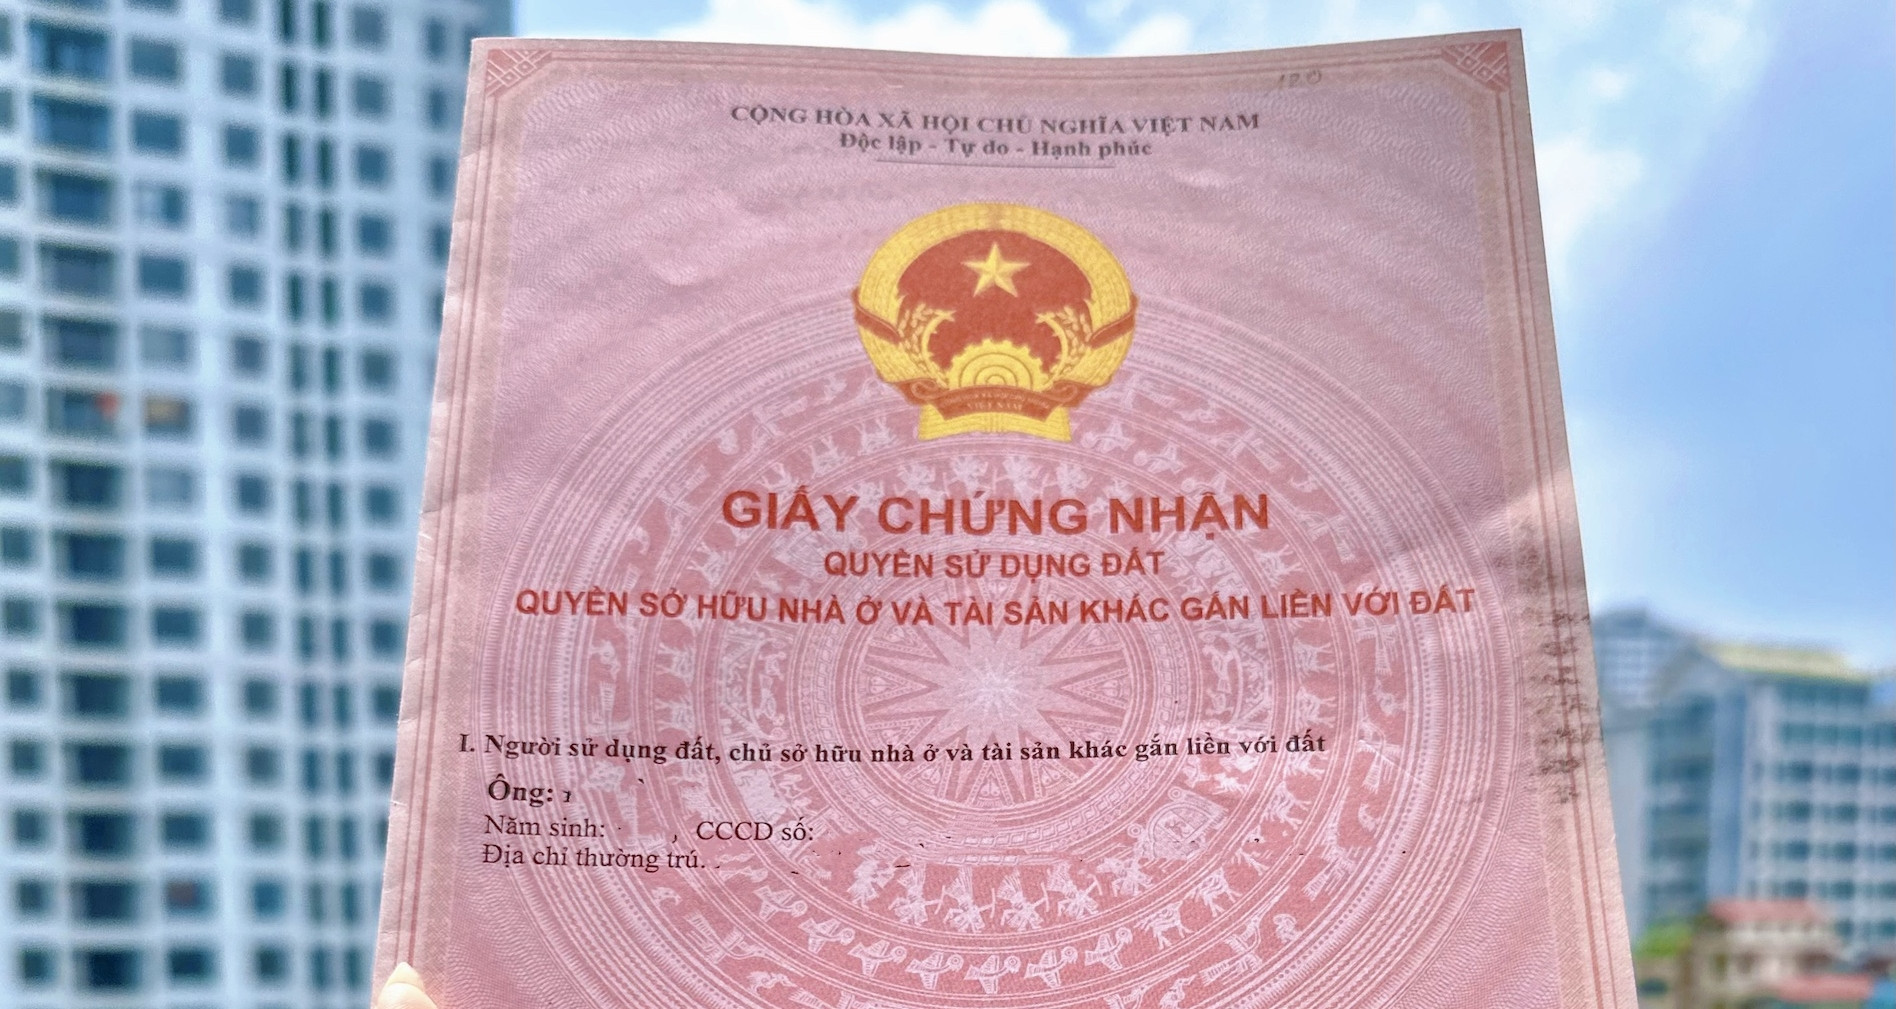 CỘNG HÒA XÃ HỘI CHỦ NGHĨA VIỆT NAM
Độc lập - Tự do - Hạnh phúc
GIẤY CHỨNG NHẬN
QUYỀN SỬ DỤNG ĐẤT
QUYỀN SỞ HỮU NHÀ Ở VÀ TÀI SẢN KHÁC GẮN LIỀN VỚI ĐẤT
I. Người sử dụng đất, chủ sở hữu nhà ở và tài sản khác gắn liền với đất
Ông:
Năm sinh: , CCCD số:
Địa chỉ thường trú.